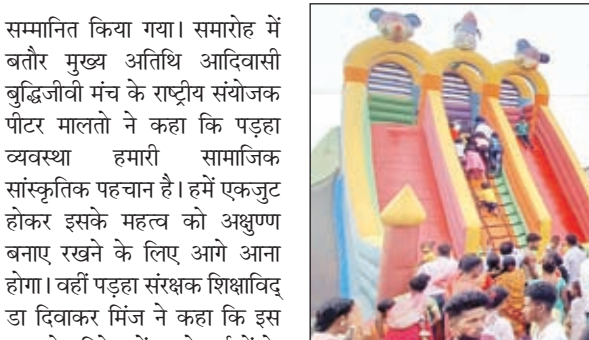 सम्मानित किया गया। समारोह में
बतौर मुख्य अतिथि आदिवासी
बुद्धिजीवी मंच के राष्ट्रीय संयोजक
पीटर मालतो ने कहा कि पड़हा
व्यवस्था हमारी सामाजिक
सांस्कृतिक पहचान है। हमें एकजुट
होकर इसके महत्व को अक्षुण्ण
बनाए रखने के लिए आगे आना
होगा। वहीं पड़हा संरक्षक शिक्षाविद्
डा दिवाकर मिंज ने कहा कि इस